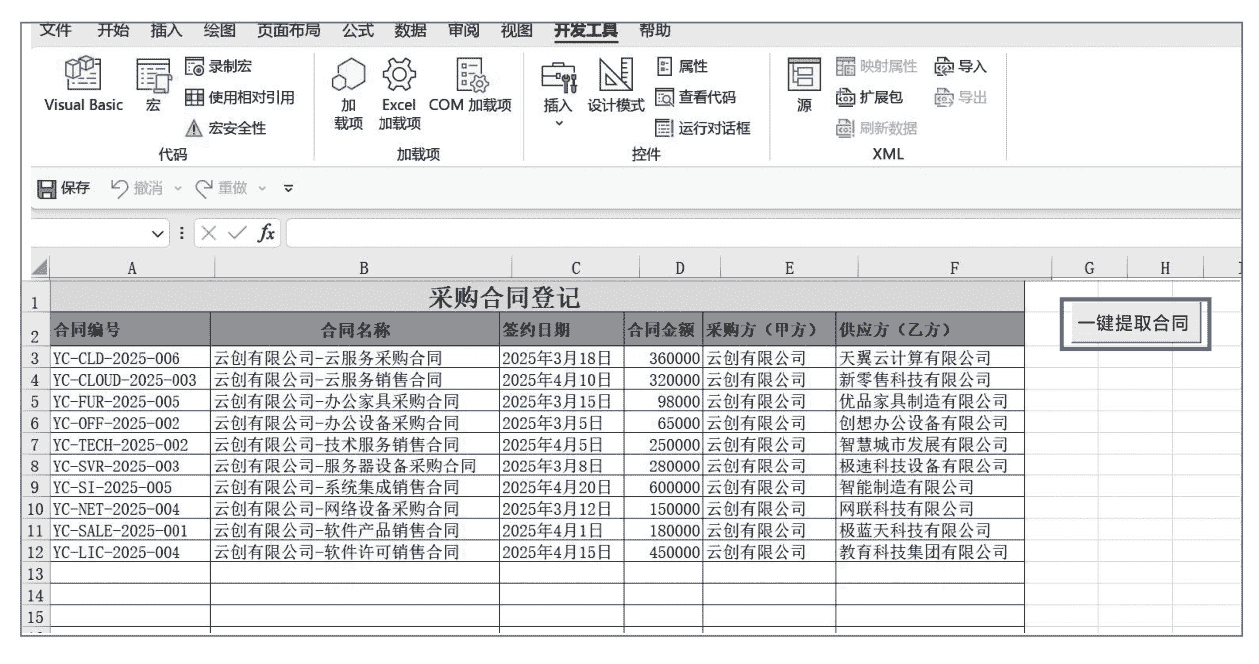 文件 开始 插入 绘图 页面布局 公式 数据 审阅 视图 开发工具 帮助
Visual Basic 宏 录制宏 使用相对引用 宏安全性
代码
加载项 Excel 加载项 COM 加载项
加载项
插入 设计模式 属性 查看代码 运行对话框
控件
源 映射属性 扩展包 刷新数据 导入 导出
XML
保存 撤消 重做
fx
A B C D E F G H
1 采购合同登记
2 合同编号 合同名称 签约日期 合同金额 采购方（甲方） 供应方（乙方） 一键提取合同
3 YC-CLD-2025-006 云创有限公司-云服务采购合同 2025年3月18日 360000 云创有限公司 天翼云计算有限公司
4 YC-CLOUD-2025-003 云创有限公司-云服务销售合同 2025年4月10日 320000 云创有限公司 新零售科技有限公司
5 YC-FUR-2025-005 云创有限公司-办公家具采购合同 2025年3月15日 98000 云创有限公司 优品家具制造有限公司
6 YC-OFF-2025-002 云创有限公司-办公设备采购合同 2025年3月5日 65000 云创有限公司 创想办公设备有限公司
7 YC-TECH-2025-002 云创有限公司-技术服务销售合同 2025年4月5日 250000 云创有限公司 智慧城市发展有限公司
8 YC-SVR-2025-003 云创有限公司-服务器设备采购合同 2025年3月8日 280000 云创有限公司 极速科技设备有限公司
9 YC-SI-2025-005 云创有限公司-系统集成销售合同 2025年4月20日 600000 云创有限公司 智能制造有限公司
10 YC-NET-2025-004 云创有限公司-网络设备采购合同 2025年3月12日 150000 云创有限公司 网联科技有限公司
11 YC-SALE-2025-001 云创有限公司-软件产品销售合同 2025年4月1日 180000 云创有限公司 极蓝天科技有限公司
12 YC-LIC-2025-004 云创有限公司-软件许可销售合同 2025年4月15日 450000 云创有限公司 教育科技集团有限公司
13
14
15